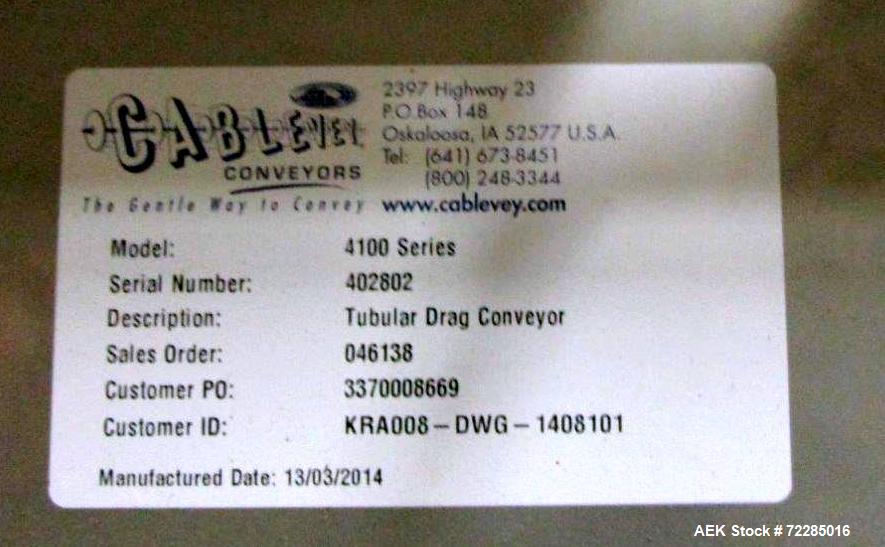 CABLEVEY
CONVEYORS
The Gentle Way to Convey
2397 Highway 23
P.O.Box 148
Oskaloosa, IA 52577 U.S.A.
Tel: (641) 673-8451
(800) 248-3344
www.cablevey.com
Model: 4100 Series
Serial Number: 402802
Description: Tubular Drag Conveyor
Sales Order: 046138
Customer PO: 3370008669
Customer ID: KRA008-DWG-1408101
Manufactured Date: 13/03/2014
AEK Stock # 72285016